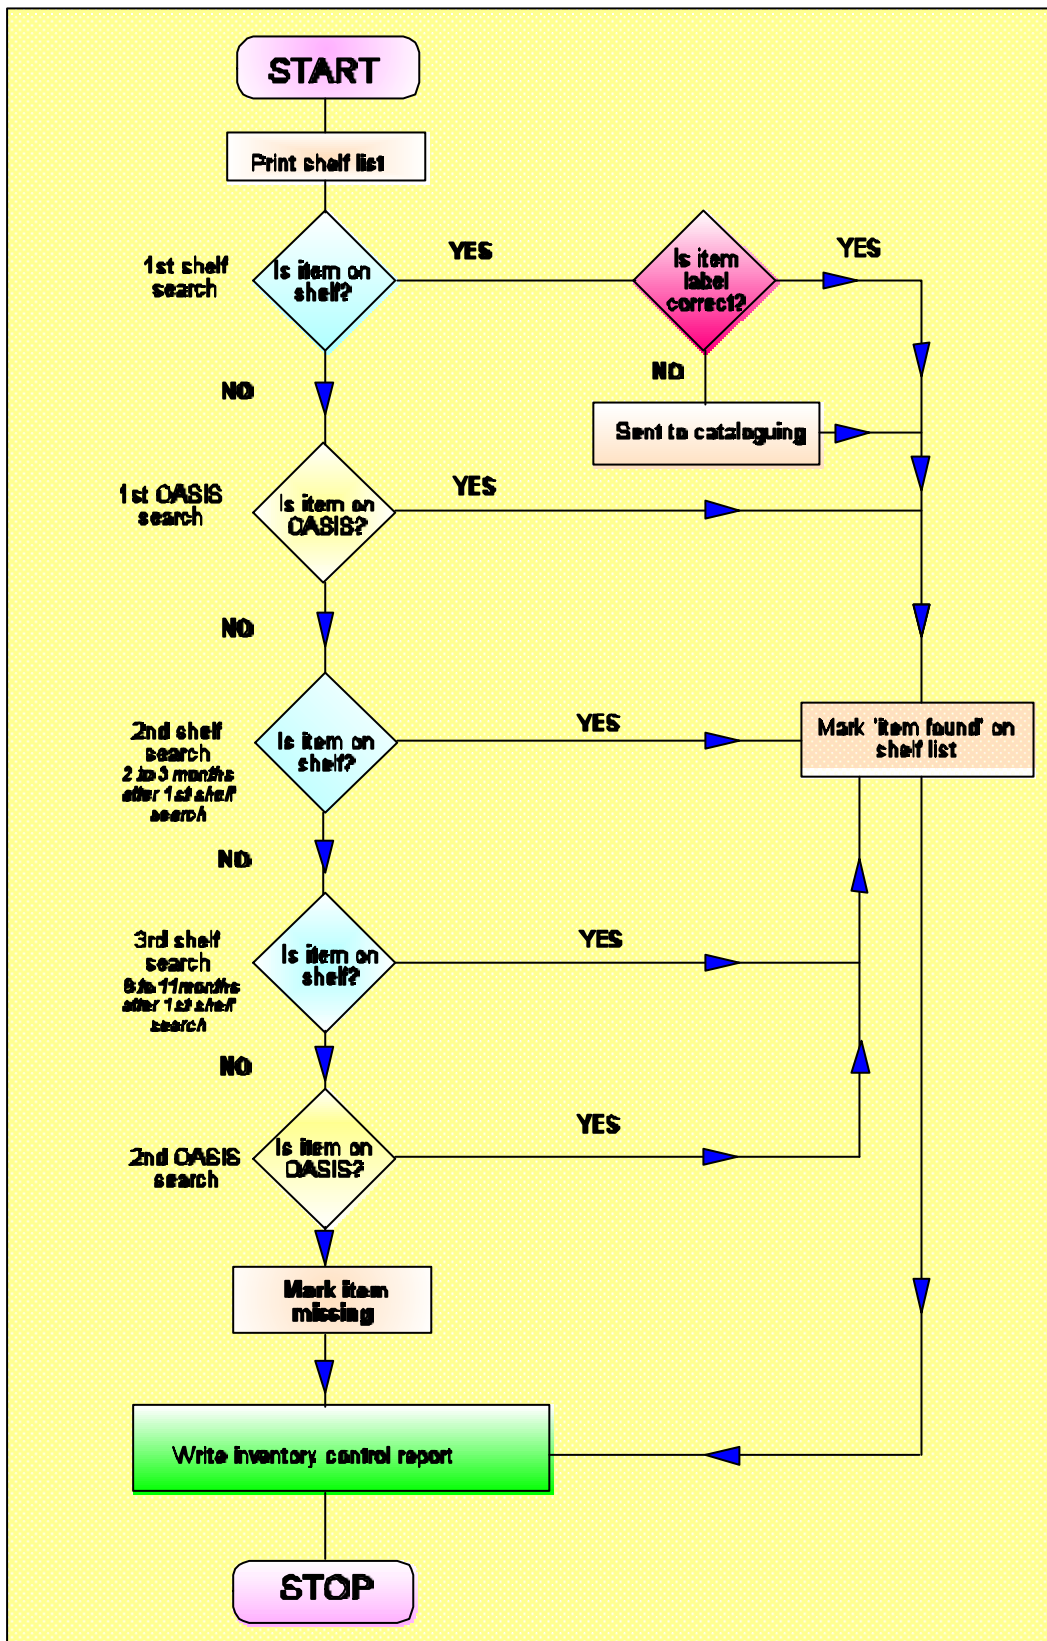 START
Print shelf list
1st shelf
search
Is item on
shelf?
YES
Is item
label
correct?
YES
NO
NO
Sent to cataloguing
1st OASIS
search
Is item on
OASIS?
YES
NO
2nd shelf
search
2 to 3 months
after 1st shelf
search
Is item on
shelf?
YES
Mark 'item found' on
shelf list
NO
3rd shelf
search
to 11 months
after 1st shelf
search
Is item on
shelf?
YES
NO
2nd OASIS
search
Is item on
OASIS?
YES
Mark item
missing
Write inventory control report
STOP